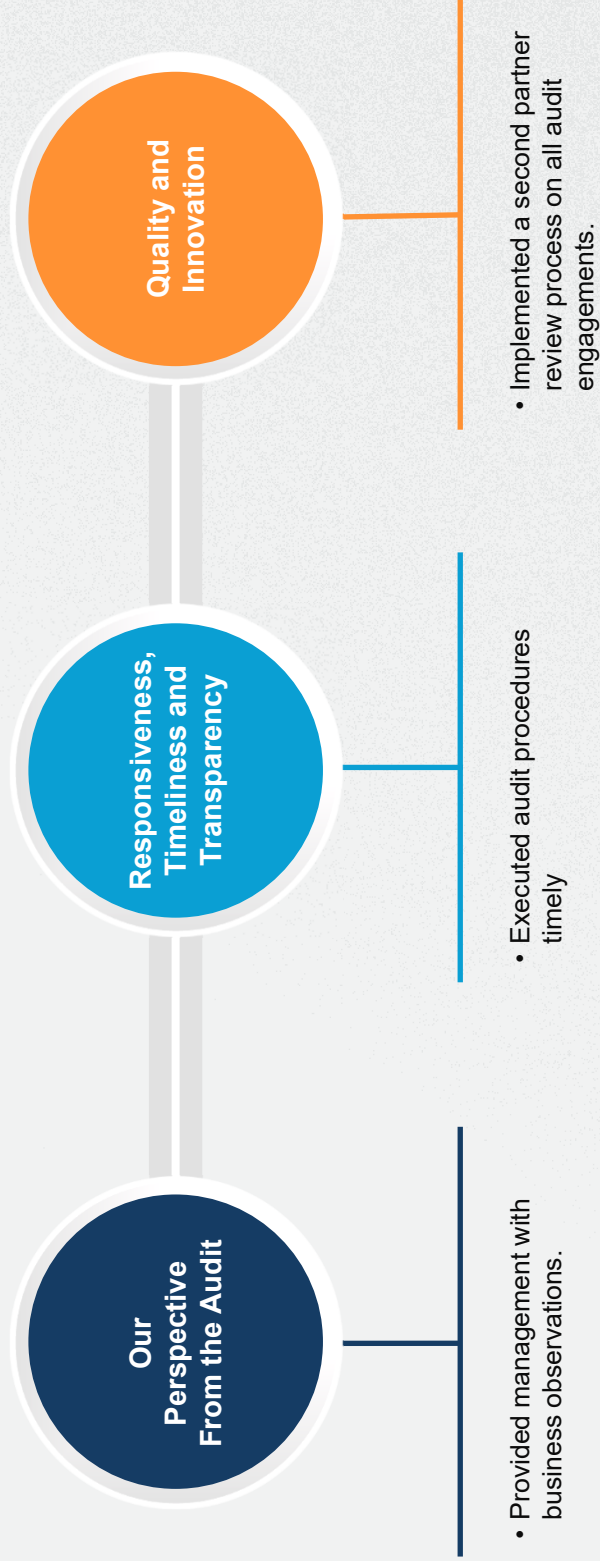 Our
Perspective
From the Audit
• Provided management with
business observations.
Responsiveness,
Timeliness and
Transparency
• Executed audit procedures
timely
Quality and
Innovation
• Implemented a second partner
review process on all audit
engagements.